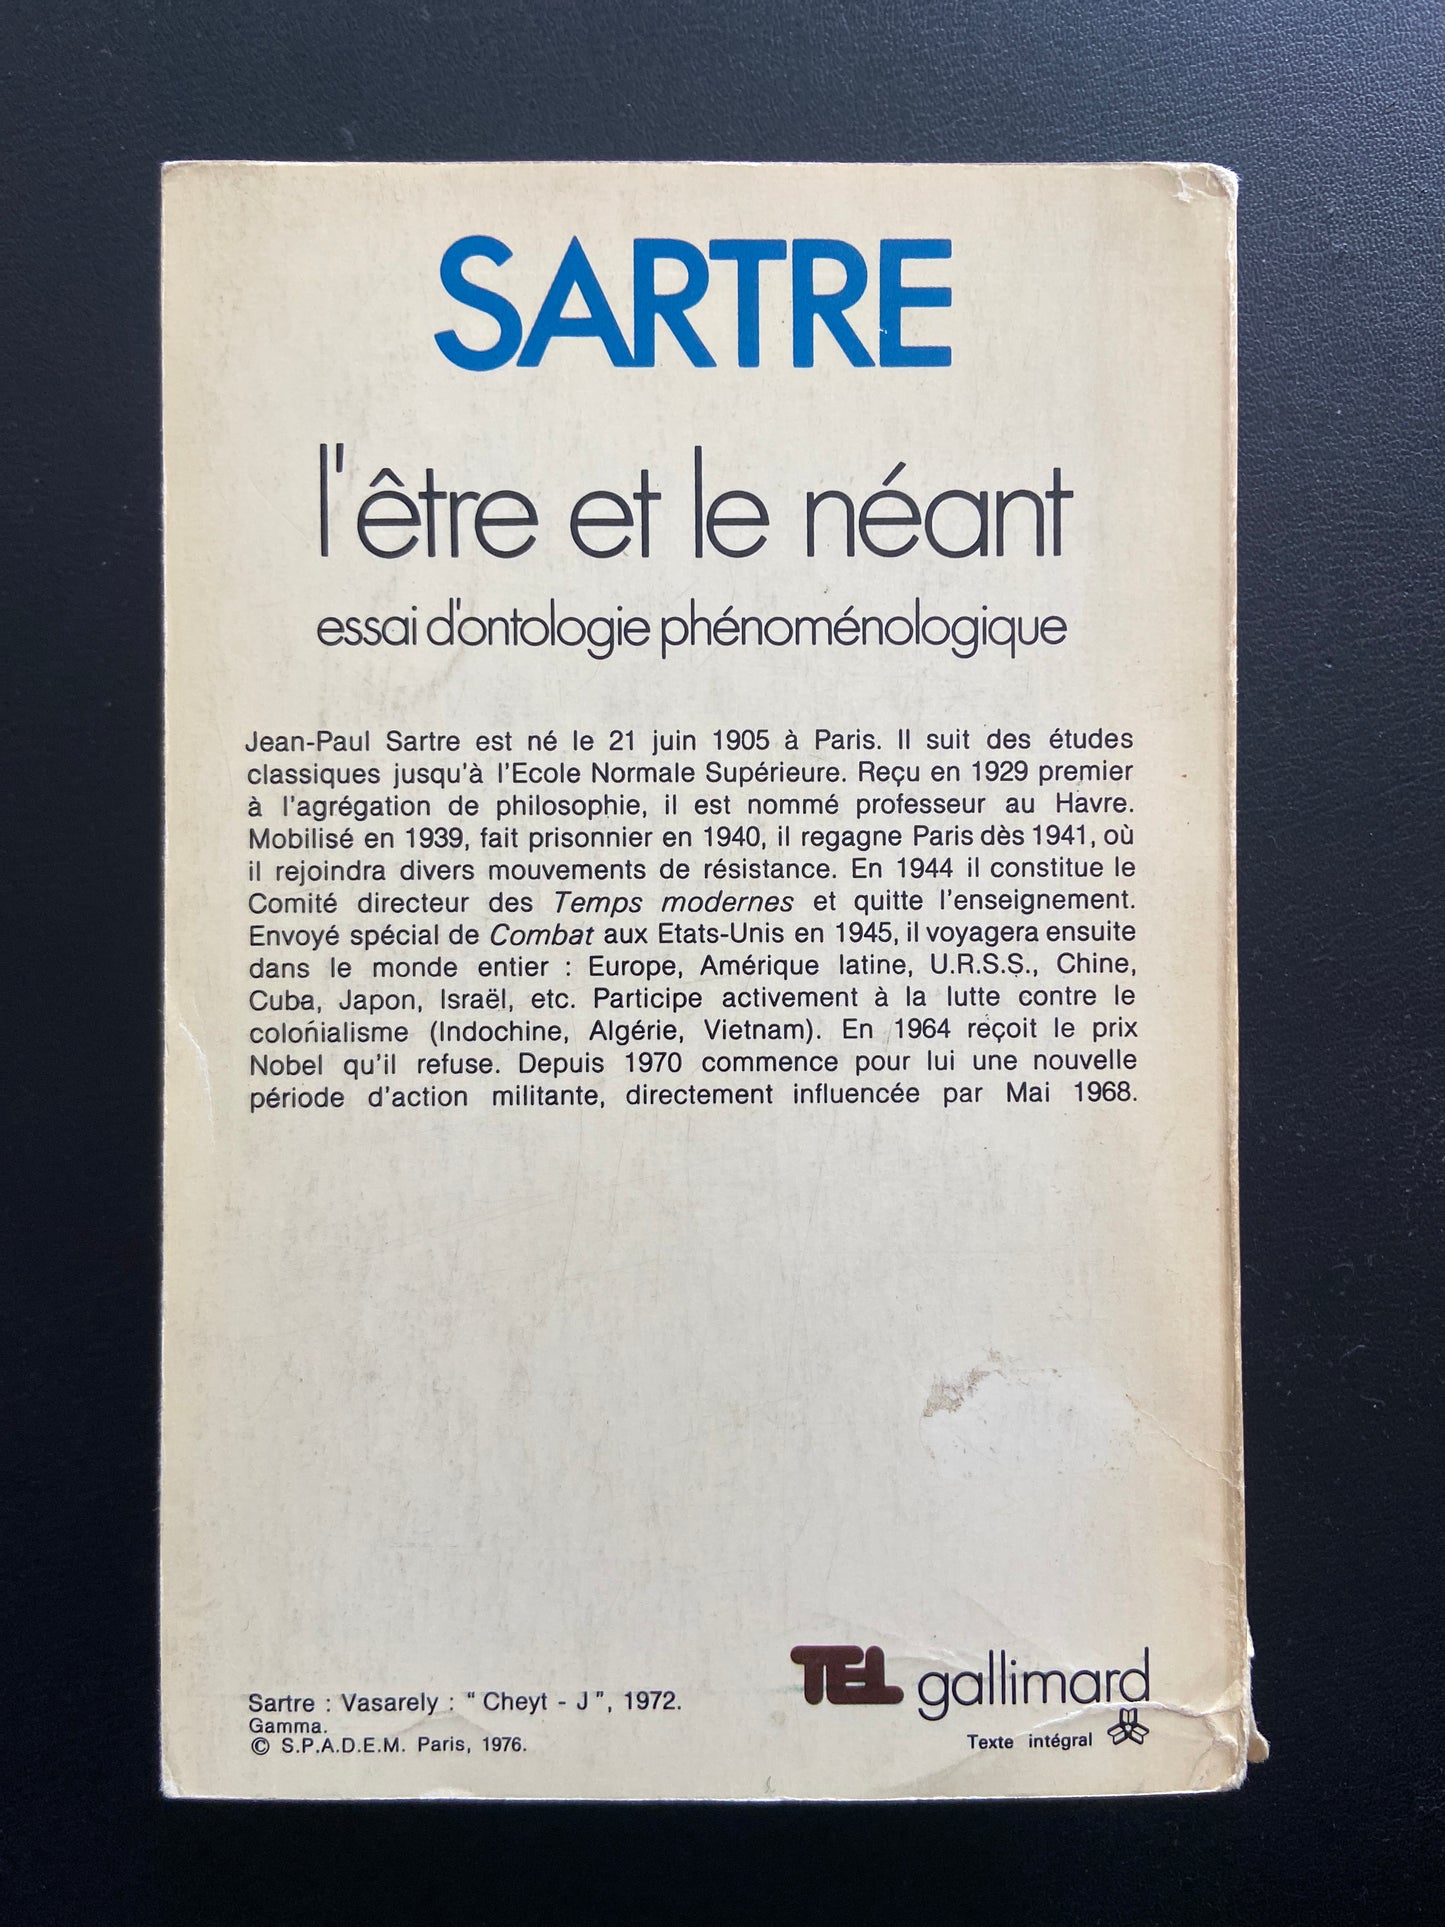 SARTRE
l'être et le néant
essai d'ontologie phénoménologique
Jean-Paul Sartre est né le 21 juin 1905 à Paris. Il suit des études
classiques jusqu'à l'Ecole Normale Supérieure. Reçu en 1929 premier
à l'agrégation de philosophie, il est nommé professeur au Havre.
Mobilisé en 1939, fait prisonnier en 1940, il regagne Paris dès 1941, où
il rejoindra divers mouvements de résistance. En 1944 il constitue le
Comité directeur des Temps modernes et quitte l'enseignement.
Envoyé spécial de Combat aux Etats-Unis en 1945, il voyagera ensuite
dans le monde entier : Europe, Amérique latine, U.R.S.S., Chine,
Cuba, Japon, Israël, etc. Participe activement à la lutte contre le
colonialisme (Indochine, Algérie, Vietnam). En 1964 reçoit le prix
Nobel qu'il refuse. Depuis 1970 commence pour lui une nouvelle
période d'action militante, directement influencée par Mai 1968.
TEL gallimard
Texte intégral
Sartre : Vasarely : “ Cheyt - J ”, 1972.
Gamma.
© S.P.A.D.E.M. Paris, 1976.